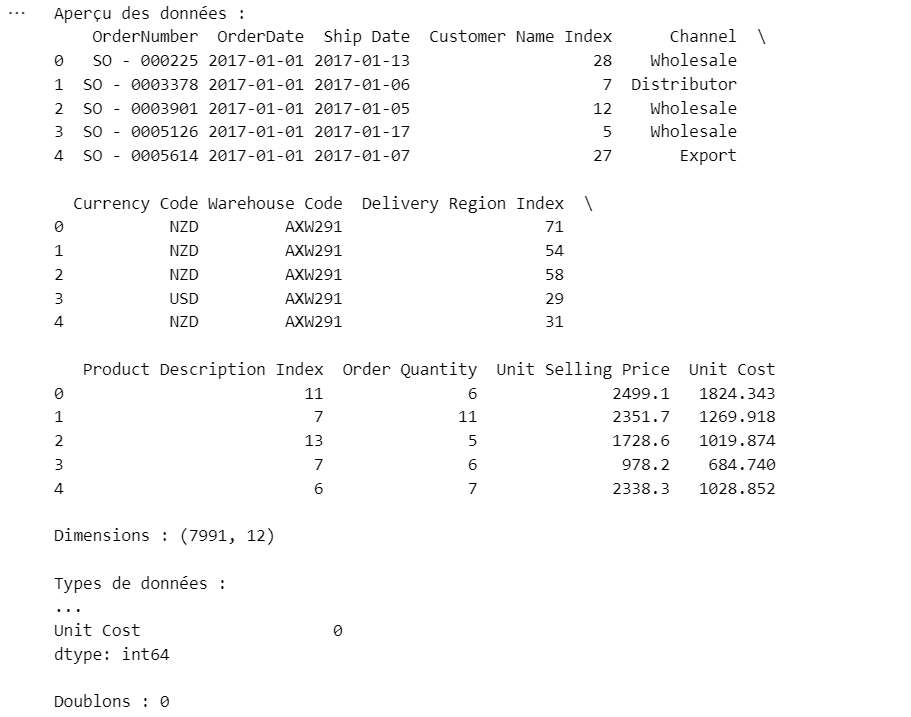 ...
Aperçu des données :
OrderNumber OrderDate Ship Date Customer Name Index Channel \
0 SO - 000225 2017-01-01 2017-01-13 28 Wholesale
1 SO - 0003378 2017-01-01 2017-01-06 7 Distributor
2 SO - 0003901 2017-01-01 2017-01-05 12 Wholesale
3 SO - 0005126 2017-01-01 2017-01-17 5 Wholesale
4 SO - 0005614 2017-01-01 2017-01-07 27 Export
Currency Code Warehouse Code Delivery Region Index \
0 NZD AXW291 71
1 NZD AXW291 54
2 NZD AXW291 58
3 USD AXW291 29
4 NZD AXW291 31
Product Description Index Order Quantity Unit Selling Price Unit Cost
0 11 6 2499.1 1824.343
1 7 11 2351.7 1269.918
2 13 5 1728.6 1019.874
3 7 6 978.2 684.740
4 6 7 2338.3 1028.852
Dimensions : (7991, 12)
Types de données :
...
Unit Cost 0
dtype: int64
Doublons : 0